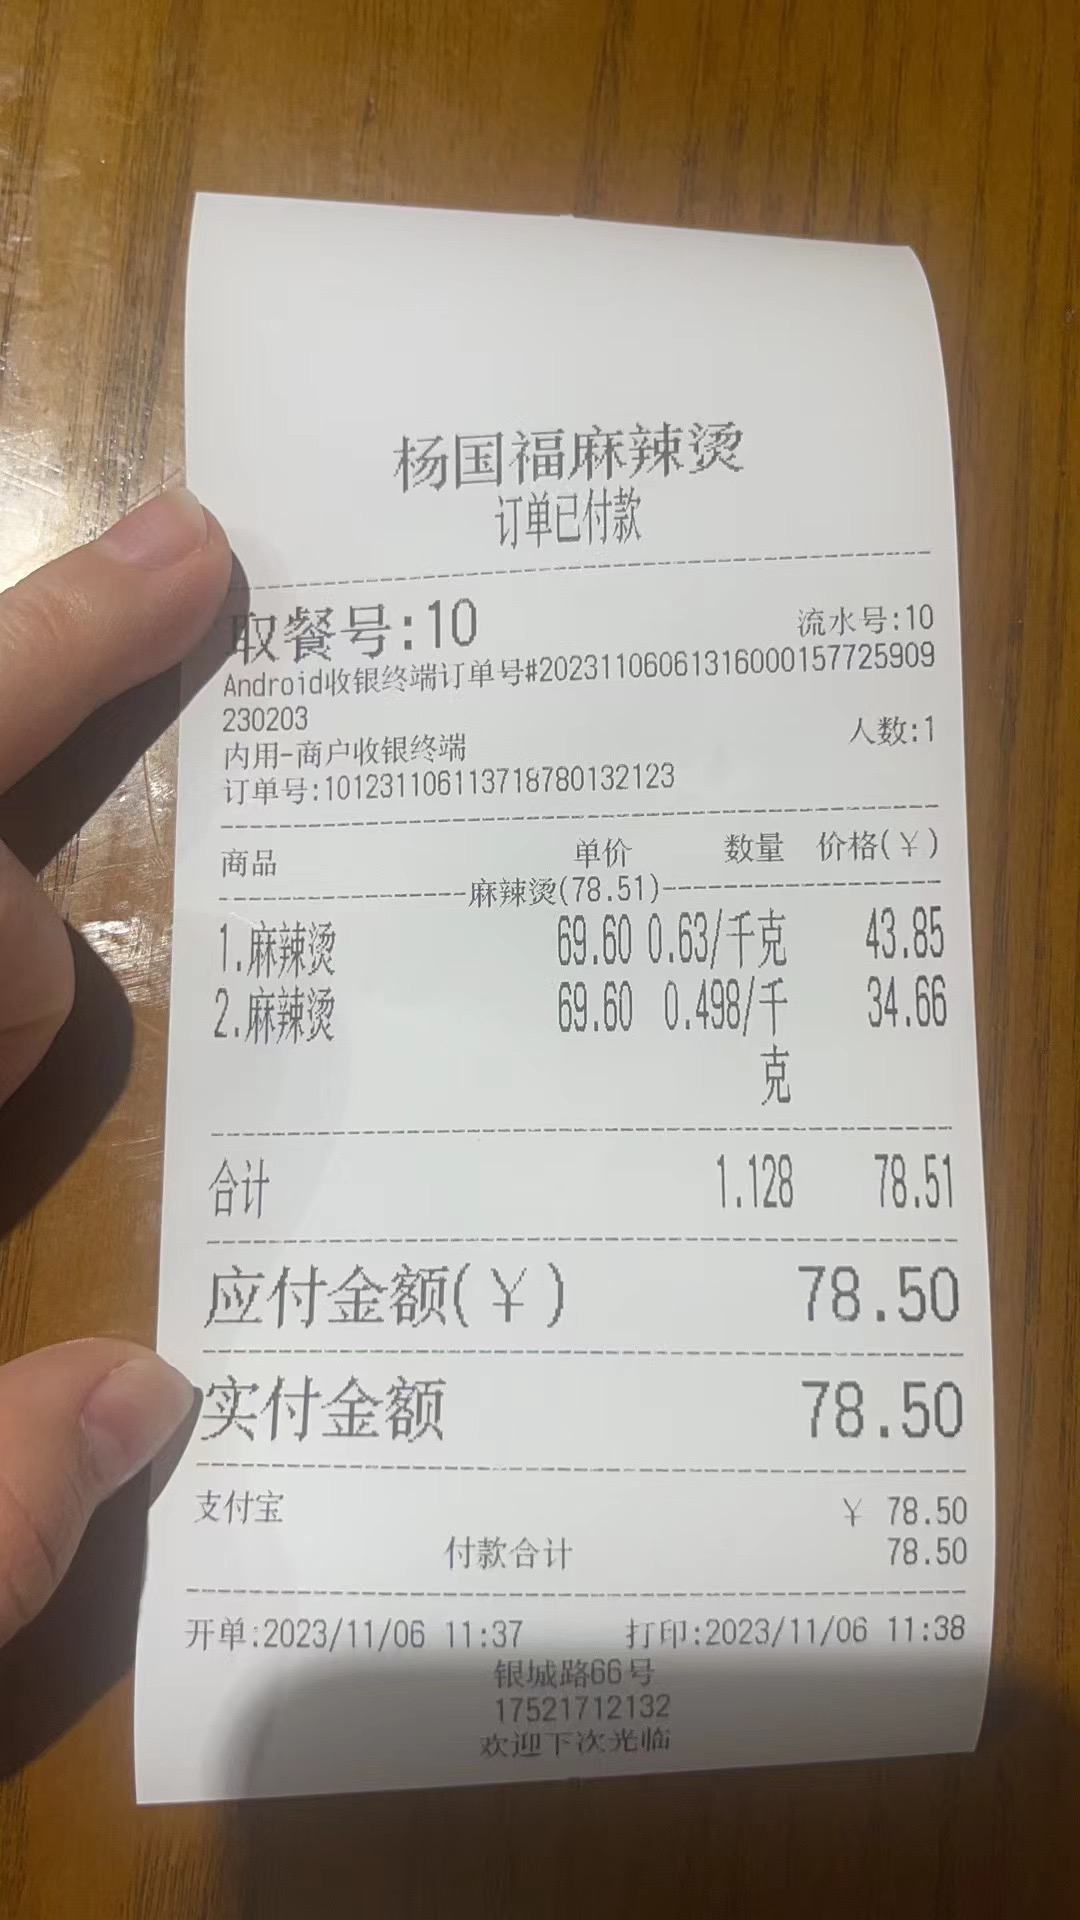 杨国福麻辣烫
订单已付款
取餐号:10 流水号:10
Android收银终端订单号#20231106061316000157725909
230203
内用-商户收银终端 人数:1
订单号:101231106113718780132123
商品 单价 数量 价格(¥)
麻辣烫(78.51)
1.麻辣烫 69.60 0.63/千克 43.85
2.麻辣烫 69.60 0.498/千 34.66
克
合计 1.128 78.51
应付金额(¥) 78.50
实付金额 78.50
支付宝 ¥ 78.50
付款合计 78.50
开单:2023/11/06 11:37 打印:2023/11/06 11:38
银城路66号
17521712132
欢迎下次光临